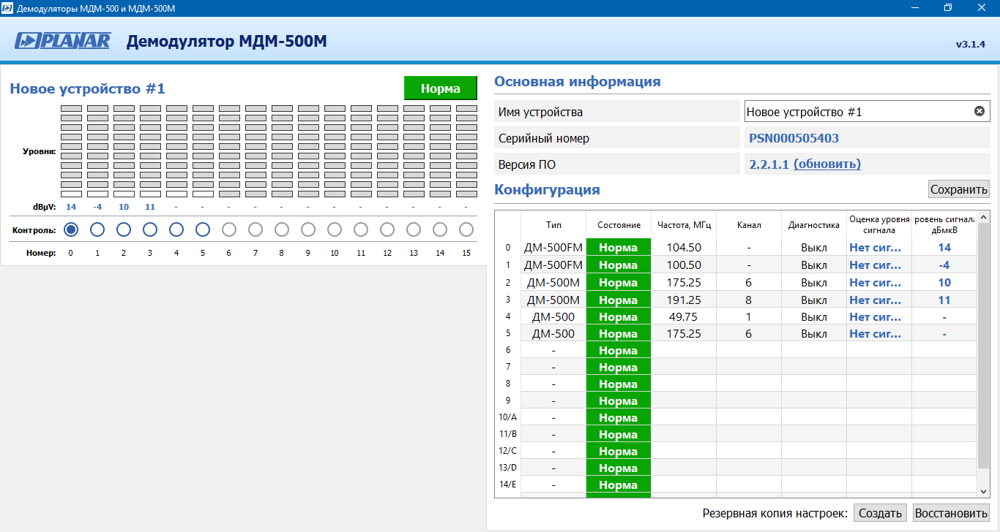 Демодуляторы МДМ-500 и МДМ-500М
PLANAR Демодулятор МДМ-500М
v3.1.4
Новое устройство #1 Норма
Уровни:
dBµV: 14 -4 10 11 - - - - - - - - - - - -
Контроль:
Номер: 0 1 2 3 4 5 6 7 8 9 10 11 12 13 14 15
Основная информация
Имя устройства Новое устройство #1
Серийный номер PSN000505403
Версия ПО 2.2.1.1 (обновить)
Конфигурация Сохранить
Тип Состояние Частота, МГц Канал Диагностика Оценка уровня сигнала ровень сигнала дБмкВ
0 ДМ-500FM Норма 104.50 - Выкл Нет сиг... 14
1 ДМ-500FM Норма 100.50 - Выкл Нет сиг... -4
2 ДМ-500М Норма 175.25 6 Выкл Нет сиг... 10
3 ДМ-500М Норма 191.25 8 Выкл Нет сиг... 11
4 ДМ-500 Норма 49.75 1 Выкл Нет сиг... -
5 ДМ-500 Норма 175.25 6 Выкл Нет сиг... -
6 - Норма
7 - Норма
8 - Норма
9 - Норма
10/A - Норма
11/B - Норма
12/C - Норма
13/D - Норма
14/E - Норма
Резервная копия настроек: Создать Восстановить